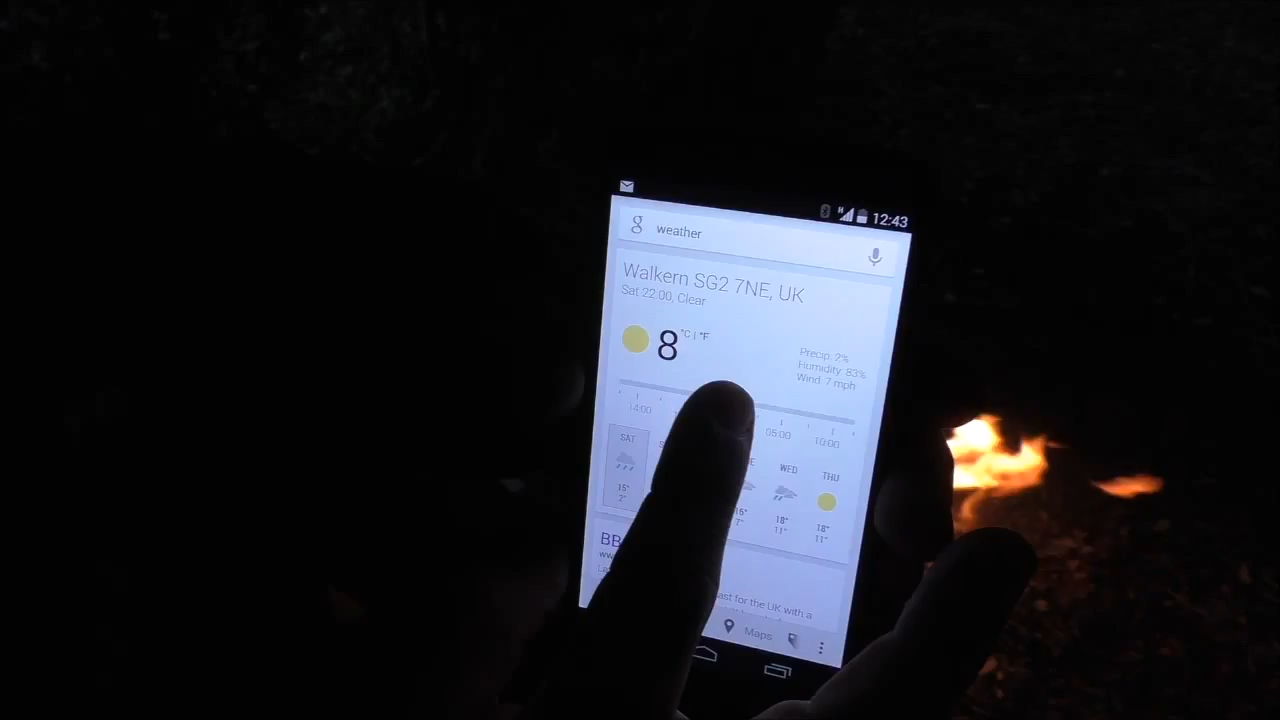 H 12:43
g weather
Walkern SG2 7NE, UK
Sat 22:00, Clear
8 °C | °F
Precip: 2%
Humidity: 83%
Wind: 7 mph
14:00 05:00 10:00
SAT WED THU
15° 18° 18°
2° 7° 11° 11°
BB
ast for the UK with a
Maps